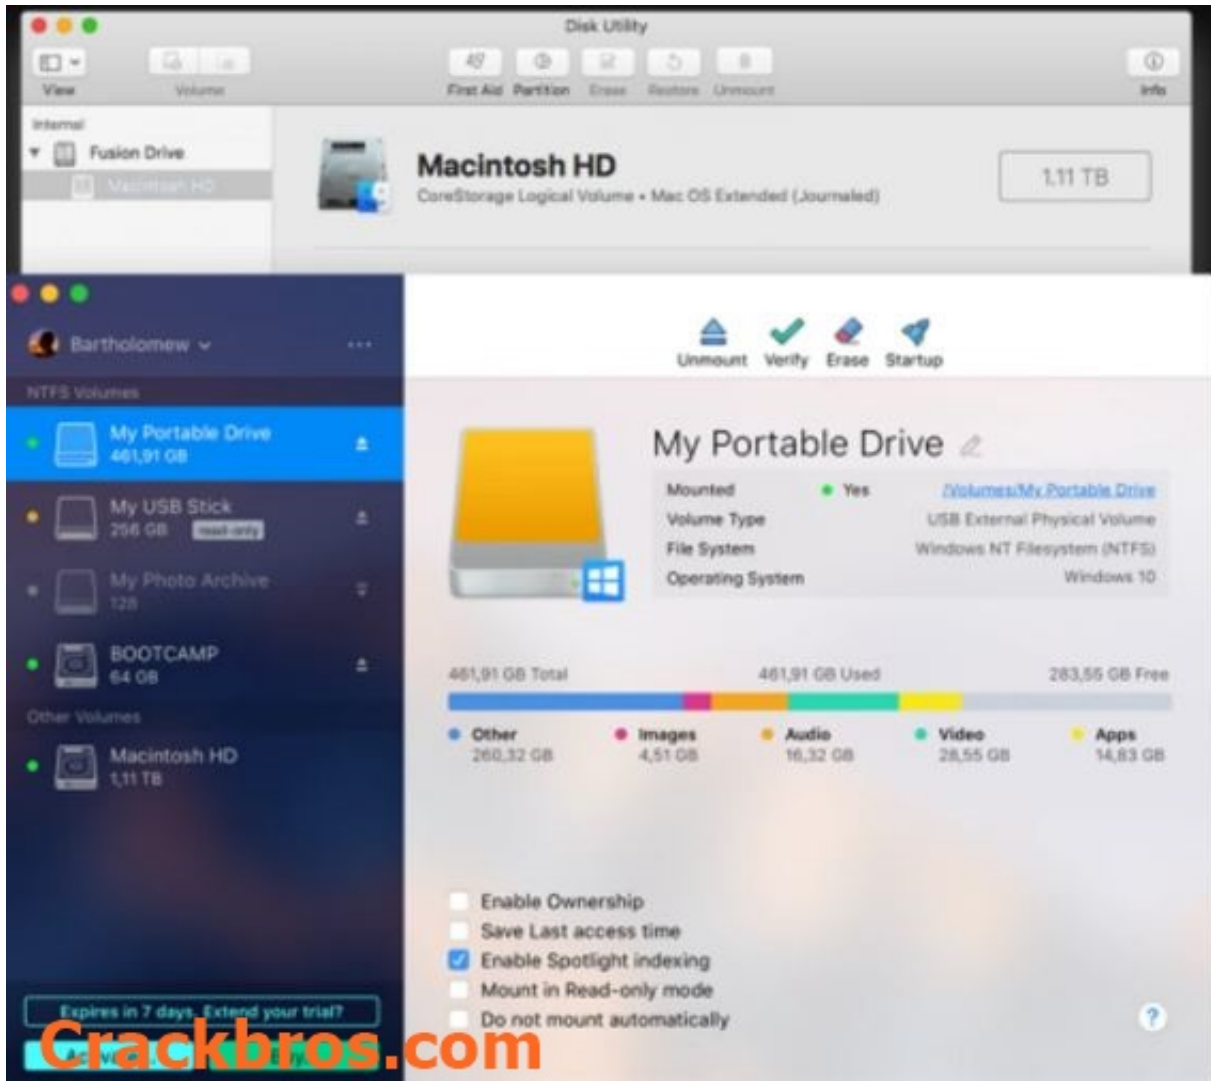 Disk Utility
View
Volume
First Aid Partition Erase Restore Unmount
Info
Internal
Fusion Drive
Macintosh HD
Macintosh HD
CoreStorage Logical Volume • Mac OS Extended (Journaled)
1.11 TB
Bartholomew
Unmount Verify Erase Startup
NTFS Volumes
My Portable Drive
461,91 GB
My USB Stick
256 GB read-only
My Photo Archive
128
BOOTCAMP
64 GB
Other Volumes
Macintosh HD
1,11 TB
Expires in 7 days. Extend your trial?
Buy
Crackbros.com
My Portable Drive
Mounted Yes /Volumes/My Portable Drive
Volume Type USB External Physical Volume
File System Windows NT Filesystem (NTFS)
Operating System Windows 10
461,91 GB Total 461,91 GB Used 283,55 GB Free
Other Images Audio Video Apps
260,32 GB 4,51 GB 16,32 GB 28,55 GB 14,83 GB
Enable Ownership
Save Last access time
Enable Spotlight indexing
Mount in Read-only mode
Do not mount automatically
?